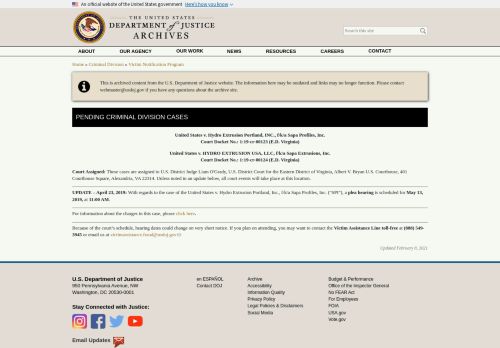 An official website of the United States government Here's how you know
THE UNITED STATES
DEPARTMENT of JUSTICE
ARCHIVES
Search this site
ABOUT OUR AGENCY OUR WORK NEWS RESOURCES CAREERS CONTACT
Home » Criminal Division » Victim Notification Program
This is archived content from the U.S. Department of Justice website. The information here may be outdated and links may no longer function. Please contact
webmaster@usdoj.gov if you have any questions about the archive site.
PENDING CRIMINAL DIVISION CASES
United States v. Hydro Extrusion Portland, INC., f/k/a Sapa Profiles, Inc.
Court Docket No.: 1:19-cr-00123 (E.D. Virginia)
United States v. HYDRO EXTRUSION USA, LLC, f/k/a Sapa Extrusions, Inc.
Court Docket No.: 1:19-cr-00124 (E.D. Virginia)
Court Assigned: These cases are assigned to U.S. District Judge Liam O'Grady, U.S. District Court for the Eastern District of Virginia, Albert V. Bryan U.S. Courthouse, 401
Courthouse Square, Alexandria, VA 22314. Unless noted in an update below, all court events will take place at this location.
UPDATE – April 23, 2019: With regards to the case of the United States v. Hydro Extrusion Portland, Inc., f/k/a Sapa Profiles, Inc. ("SPI"), a plea hearing is scheduled for May 13,
2019, at 11:00 AM.
For information about the charges in this case, please click here.
Because of the court's schedule, hearing dates could change on very short notice. If you plan on attending, you may want to contact the Victim Assistance Line toll-free at (888) 549-
3945 or email us at victimassistance.fraud@usdoj.gov
Updated February 8, 2021
U.S. Department of Justice
950 Pennsylvania Avenue, NW
Washington, DC 20530-0001
Stay Connected with Justice:
Email Updates
en ESPAÑOL
Contact DOJ
Archive
Accessibility
Information Quality
Privacy Policy
Legal Policies & Disclaimers
Social Media
Budget & Performance
Office of the Inspector General
No FEAR Act
For Employees
FOIA
USA.gov
Vote.gov